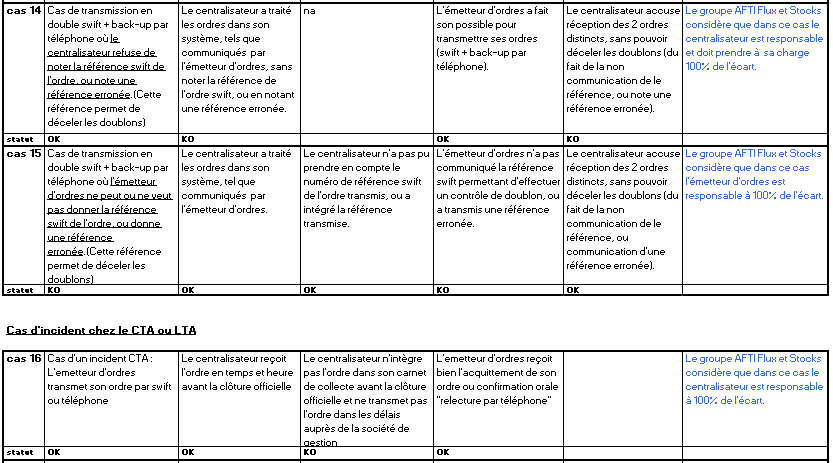 cas 14
Cas de transmission en
double swift + back-up par
téléphone où le
centralisateur refuse de
noter la référence swift de
l'ordre, ou note une
référence erronée.(Cette
référence permet de
déceler les doublons)
Le centralisateur a traité
les ordres dans son
système, tels que
communiqués par
l'émetteur d'ordres, sans
noter la référence de
l'ordre swift, ou en notant
une référence erronée.
na
L'émetteur d'ordres a fait
son possible pour
transmettre ses ordres
(swift + back-up par
téléphone).
Le centralisateur accuse
réception des 2 ordres
distincts, sans pouvoir
déceler les doublons (du
fait de la non
communication de le
référence, ou note une
référence erronée).
Le groupe AFTI Flux et Stocks
considère que dans ce cas le
centralisateur est responsable
et doit prendre à sa charge
100% de l'écart.
statut OK KO OK KO
cas 15
Cas de transmission en
double swift + back-up par
téléphone où l'émetteur
d'ordres ne peut ou ne veut
pas donner la référence
swift de l'ordre, ou donne
une référence
erronée.(Cette référence
permet de déceler les
doublons)
Le centralisateur a traité
les ordres dans son
système, tel que
communiqués par
l'émetteur d'ordres.
Le centralisateur n'a pas pu
prendre en compte le
numéro de référence swift
de l'ordre transmis, ou a
intégré la référence
transmise.
L'émetteur d'ordres n'a pas
communiqué la référence
swift permettant d'effectuer
un contrôle de doublon, ou
a transmis une référence
erronée.
Le centralisateur accuse
réception des 2 ordres
distincts, sans pouvoir
déceler les doublons (du
fait de la non
communication de la
référence, ou
communication d'une
référence erronée).
Le groupe AFTI Flux et Stocks
considère que dans ce cas
l'émetteur d'ordres est
responsable à 100% de l'écart.
statut KO OK OK KO OK
Cas d'incident chez le CTA ou LTA
cas 16
Cas d'un incident CTA :
L'emetteur d'ordres
transmet son ordre par swift
ou téléphone
Le centralisateur reçoit
l'ordre en temps et heure
avant la clôture officielle
Le centralisateur n'intègre
pas l'ordre dans son carnet
de collecte avant la clôture
officielle et ne transmet pas
l'ordre dans les délais
auprès de la société de
gestion
L'emetteur d'ordres reçoit
bien l'acquittement de son
ordre ou confirmation orale
"relecture par téléphone"
Le groupe AFTI Flux et Stocks
considère que dans ce cas le
centralisateur est responsable
à 100% de l'écart.
statut OK OK KO OK